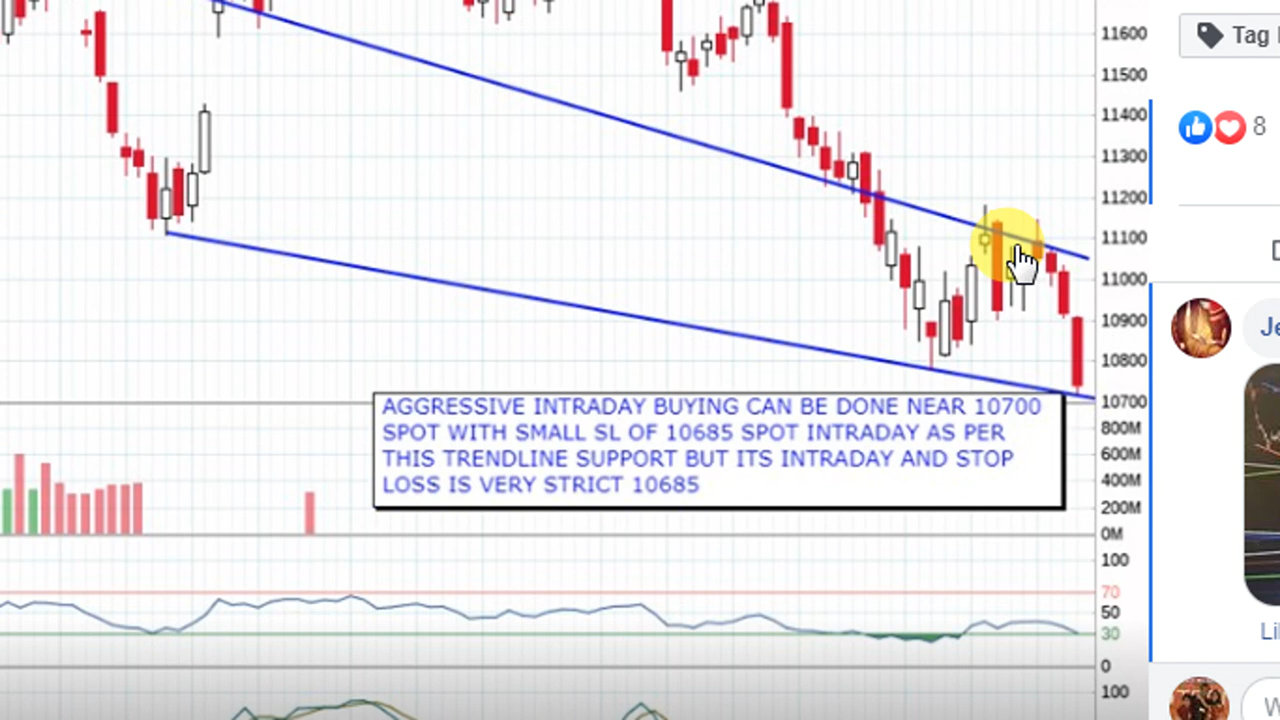 11600
11500
11400
11300
11200
11100
11000
10900
10800
10700
800M
600M
400M
200M
0M
100
70
50
30
0
100
AGGRESSIVE INTRADAY BUYING CAN BE DONE NEAR 10700
SPOT WITH SMALL SL OF 10685 SPOT INTRADAY AS PER
THIS TRENDLINE SUPPORT BUT ITS INTRADAY AND STOP
LOSS IS VERY STRICT 10685
Tag
8